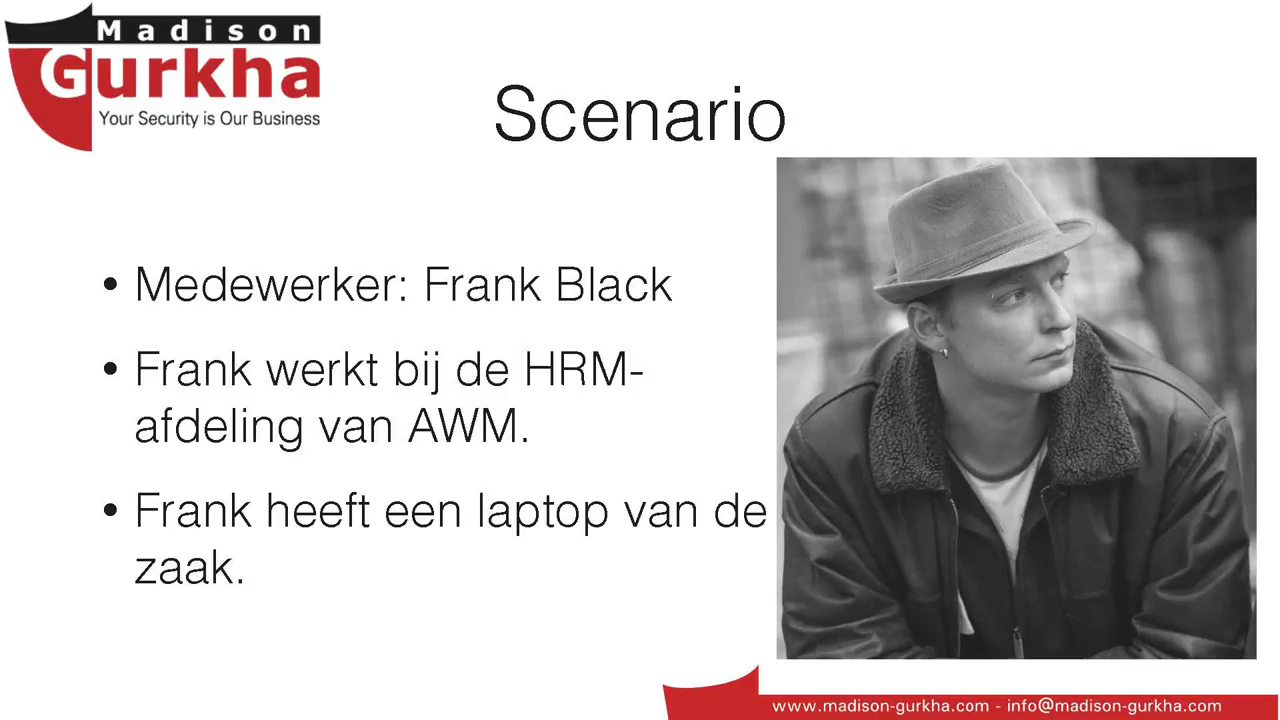 Madison
Gurkha
Your Security is Our Business
Scenario
• Medewerker: Frank Black
• Frank werkt bij de HRM-
afdeling van AWM.
• Frank heeft een laptop van de
zaak.
www.madison-gurkha.com - info@madison-gurkha.com